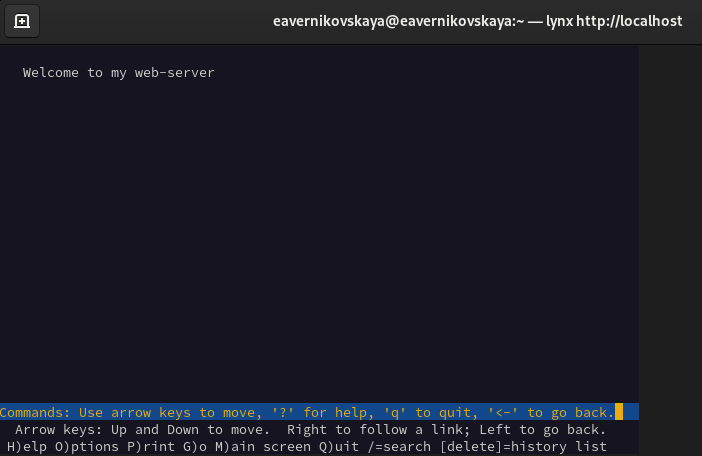 eavernikovskaya@eavernikovskaya:~ — lynx http://localhost
Welcome to my web-server
Commands: Use arrow keys to move, '?' for help, 'q' to quit, '<-' to go back.
Arrow keys: Up and Down to move.  Right to follow a link; Left to go back.
H)elp O)ptions P)rint G)o M)ain screen Q)uit /=search [delete]=history list